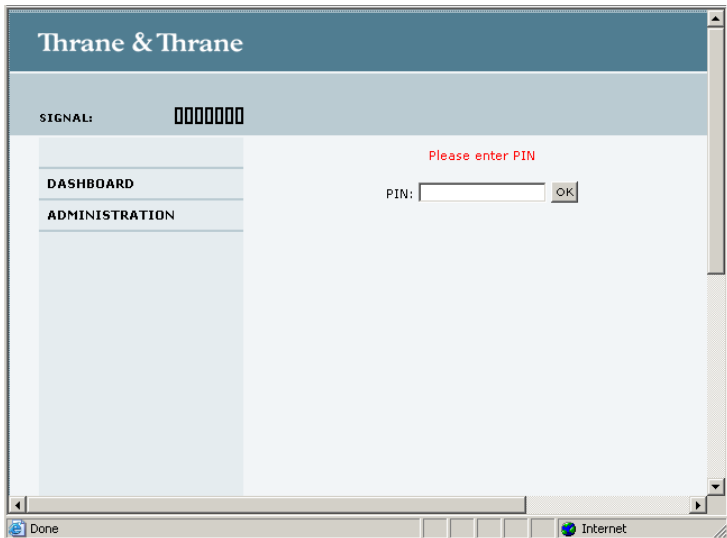 Thrane & Thrane
SIGNAL:
Please enter PIN
DASHBOARD
PIN: OK
ADMINISTRATION
Done Internet